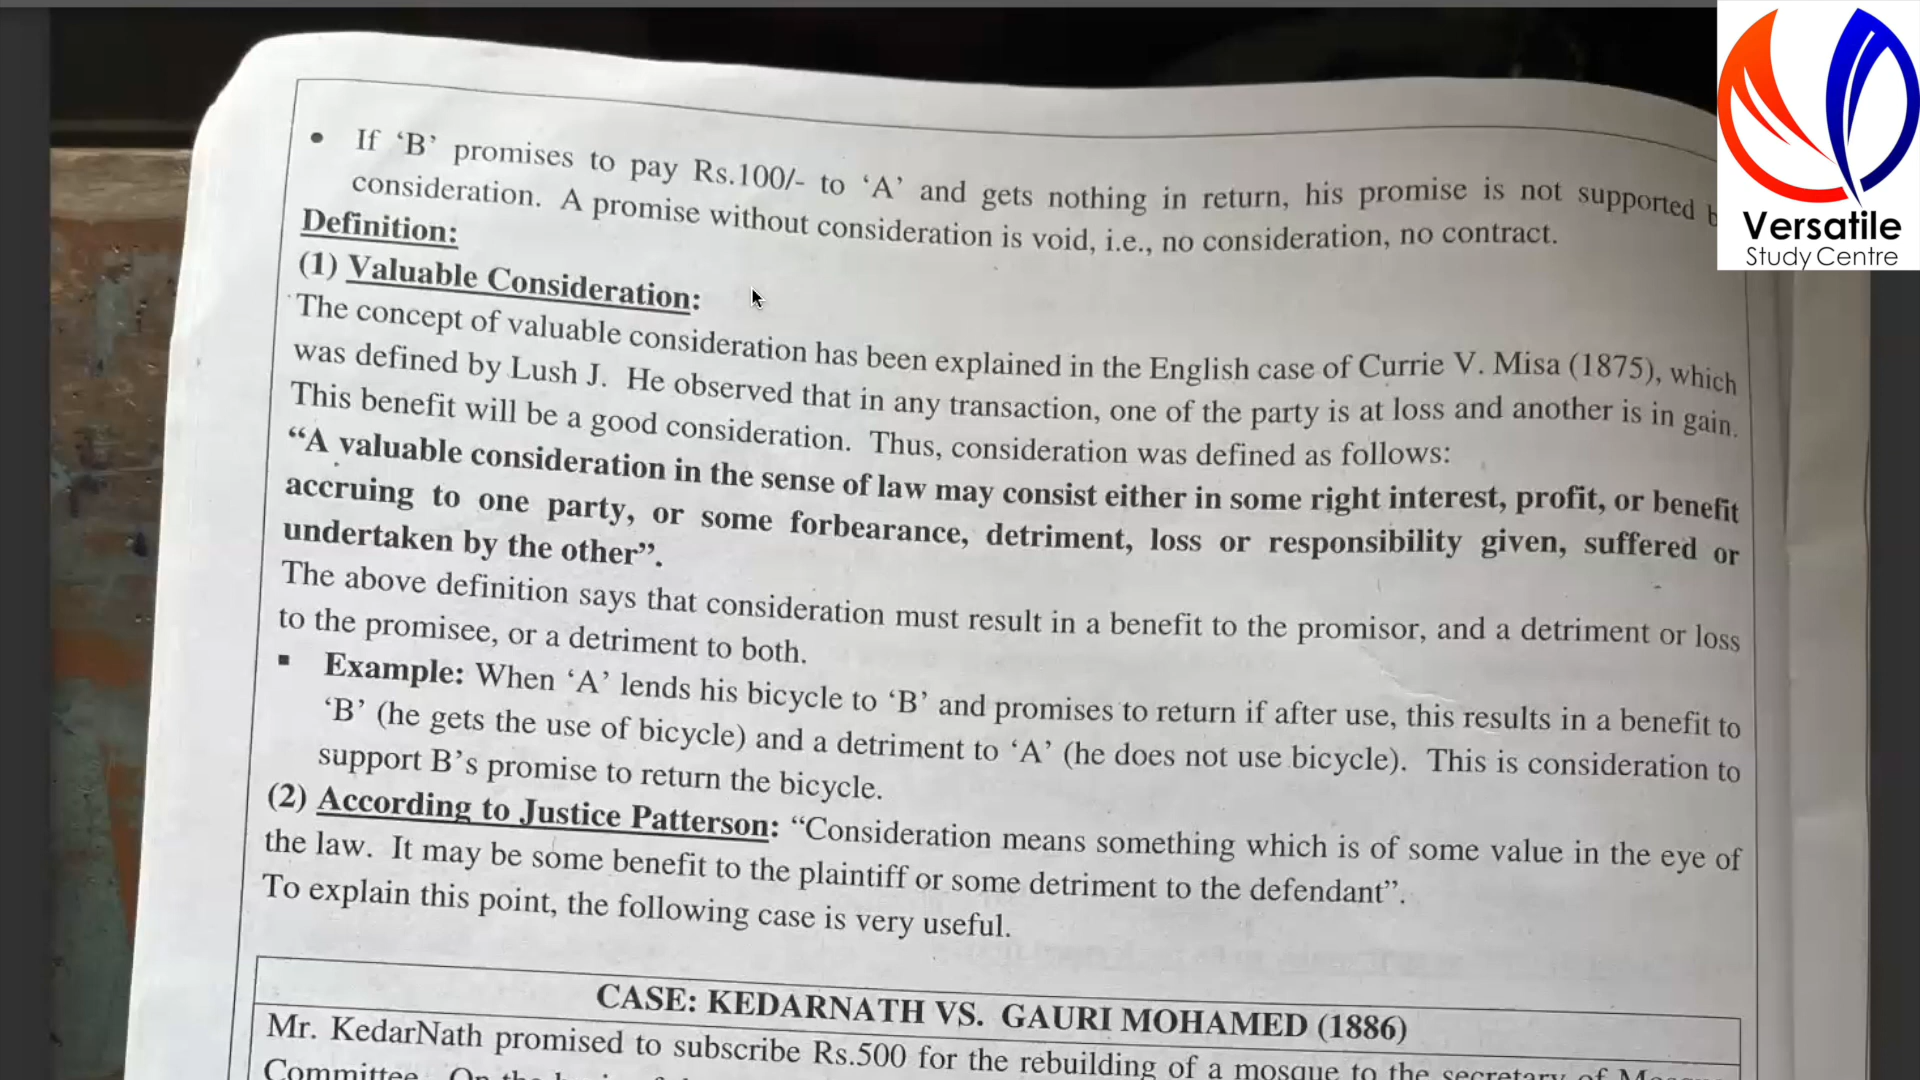 • If ‘B’ promises to pay Rs.100/- to ‘A’ and gets nothing in return, his promise is not supported
consideration. A promise without consideration is void, i.e., no consideration, no contract.
Definition:
(1) Valuable Consideration:
The concept of valuable consideration has been explained in the English case of Currie V. Misa (1875), which
was defined by Lush J. He observed that in any transaction, one of the party is at loss and another is in gain.
This benefit will be a good consideration. Thus, consideration was defined as follows:
“A valuable consideration in the sense of law may consist either in some right interest, profit, or benefit
accruing to one party, or some forbearance, detriment, loss or responsibility given, suffered or
undertaken by the other”.
The above definition says that consideration must result in a benefit to the promisor, and a detriment or loss
to the promisee, or a detriment to both.
▪ Example: When ‘A’ lends his bicycle to ‘B’ and promises to return if after use, this results in a benefit to
‘B’ (he gets the use of bicycle) and a detriment to ‘A’ (he does not use bicycle). This is consideration to
support B’s promise to return the bicycle.
(2) According to Justice Patterson: “Consideration means something which is of some value in the eye of
the law. It may be some benefit to the plaintiff or some detriment to the defendant”.
To explain this point, the following case is very useful.
CASE: KEDARNATH VS. GAURI MOHAMED (1886)
Mr. KedarNath promised to subscribe Rs.500 for the rebuilding of a mosque to the secretary of
Committee. On the
Versatile
Study Centre